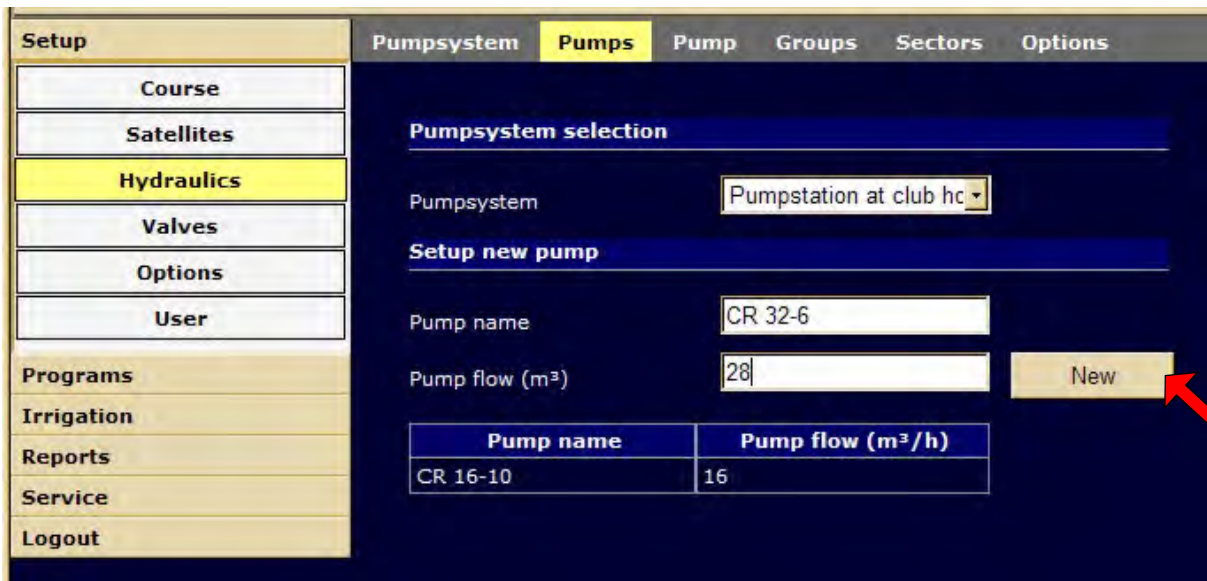 Setup
Pumpsystem Pumps Pump Groups Sectors Options
Course
Satellites
Hydraulics
Valves
Options
User
Programs
Irrigation
Reports
Service
Logout
Pumpsystem selection
Pumpsystem Pumpstation at club hc
Setup new pump
Pump name CR 32-6
Pump flow (m³) 28 New
Pump name Pump flow (m³/h)
CR 16-10 16